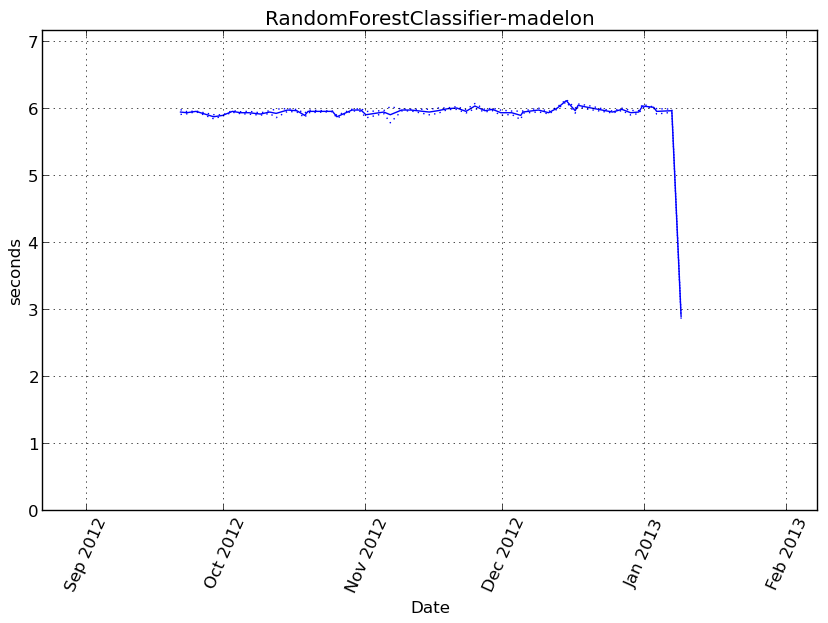 RandomForestClassifier-madelon
7
6
5
4
3
2
1
0
seconds
Sep 2012
Oct 2012
Nov 2012
Dec 2012
Jan 2013
Feb 2013
Date